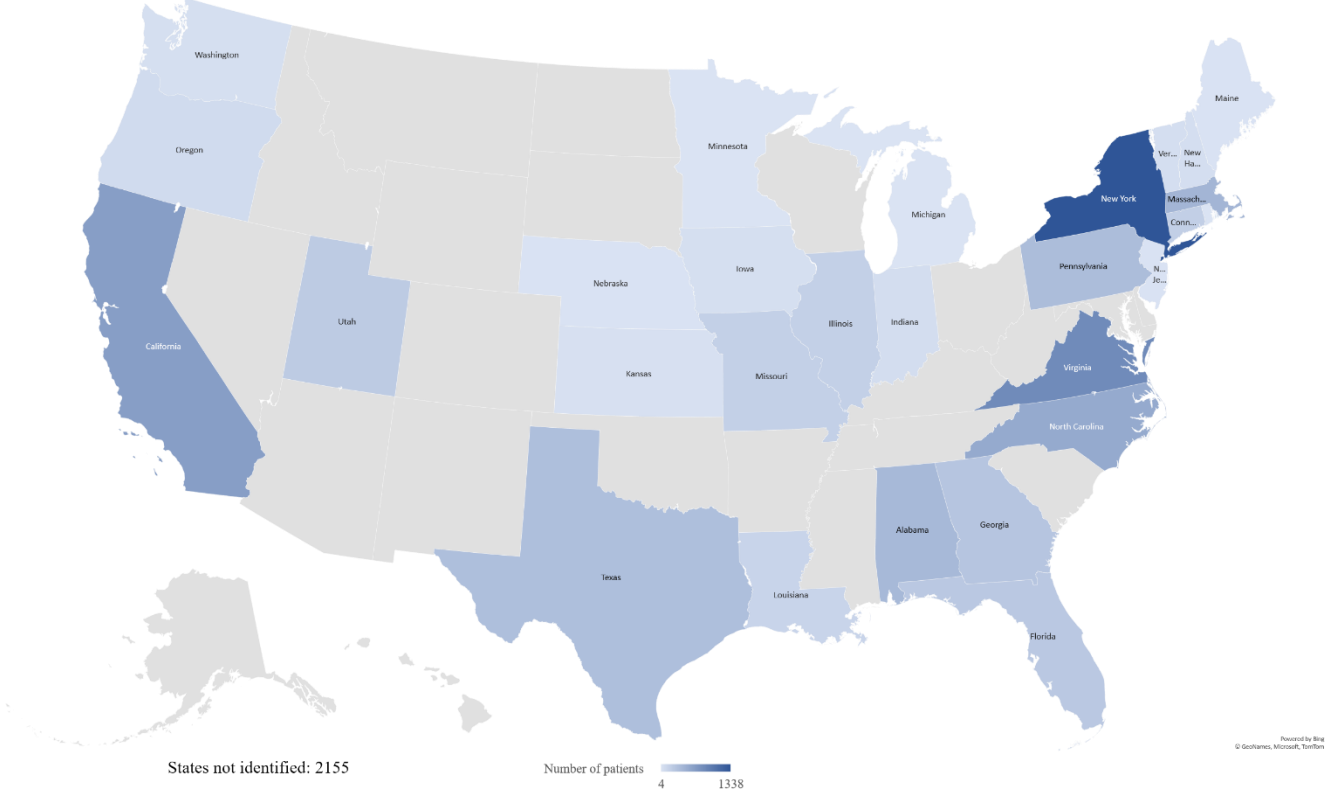 Washington
Oregon
California
Utah
Nebraska
Kansas
Texas
Minnesota
Iowa
Missouri
Louisiana
Illinois
Michigan
Indiana
Alabama
Georgia
Florida
North Carolina
Virginia
Pennsylvania
New York
N...
Je...
Conn...
Massach...
Ver...
New
Ha...
Maine
Powered by Bing
© GeoNames, Microsoft, TomTom
States not identified: 2155
Number of patients
4 1338